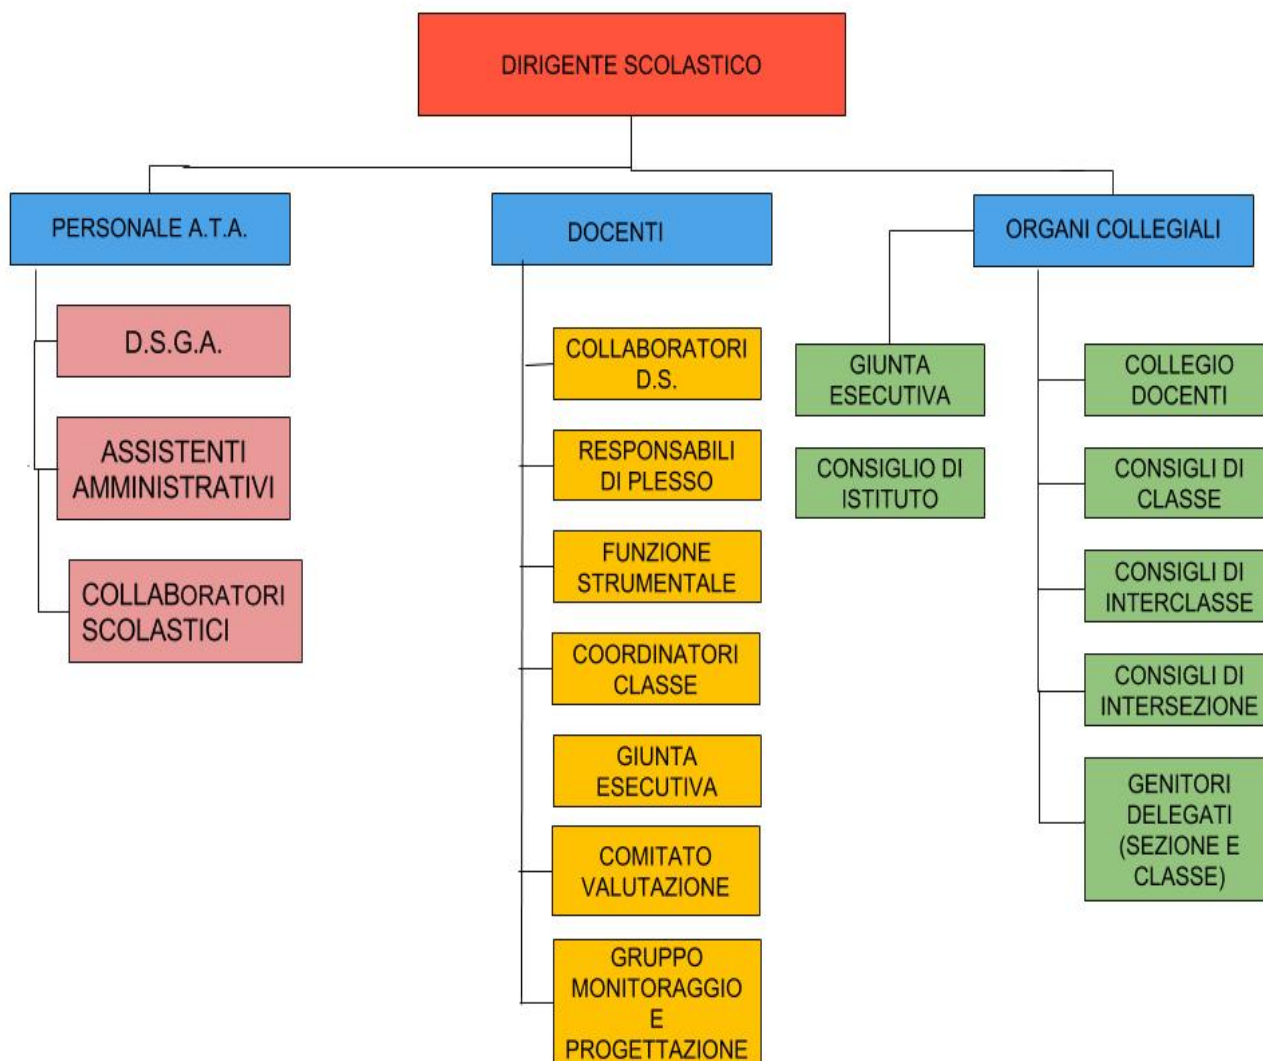 DIRIGENTE SCOLASTICO
PERSONALE A.T.A.
D.S.G.A.
ASSISTENTI
AMMINISTRATIVI
COLLABORATORI
SCOLASTICI
DOCENTI
COLLABORATORI
D.S.
RESPONSABILI
DI PLESSO
FUNZIONE
STRUMENTALE
COORDINATORI
CLASSE
GIUNTA
ESECUTIVA
COMITATO
VALUTAZIONE
GRUPPO
MONITORAGGIO
E
PROGETTAZIONE
ORGANI COLLEGIALI
GIUNTA
ESECUTIVA
CONSIGLIO DI
ISTITUTO
COLLEGIO
DOCENTI
CONSIGLI DI
CLASSE
CONSIGLI DI
INTERCLASSE
CONSIGLI DI
INTERSEZIONE
GENITORI
DELEGATI
(SEZIONE E
CLASSE)